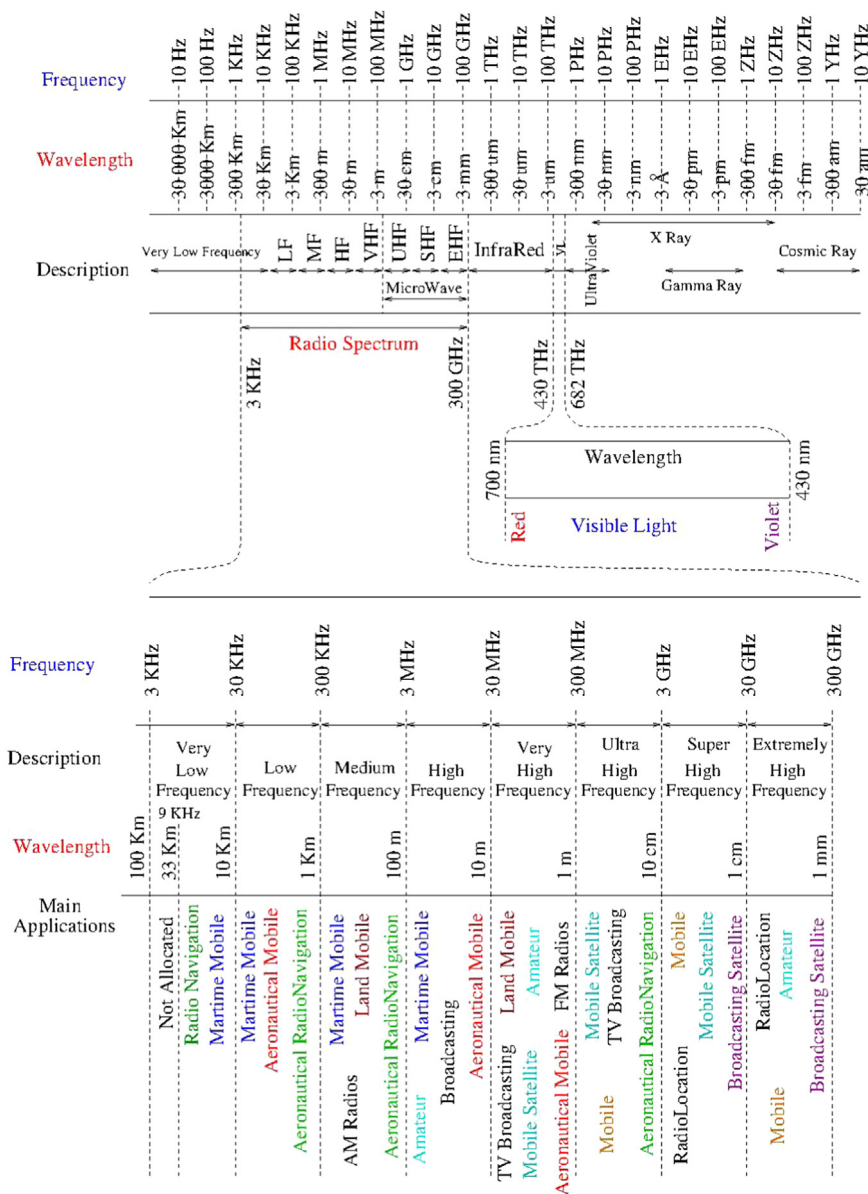 Frequency
10 Hz
100 Hz
1 KHz
10 KHz
100 KHz
1 MHz
10 MHz
100 MHz
1 GHz
10 GHz
100 GHz
1 THz
10 THz
100 THz
1 PHz
10 PHz
100 PHz
1 EHz
10 EHz
100 EHz
1 ZHz
10 ZHz
100 ZHz
1 YHz
10 YHz
Wavelength
30 000 Km
3000 Km
300 Km
30 Km
3 Km
300 m
30 m
3 m
30 cm
3 cm
3 mm
300 um
30 um
3 um
300 nm
30 nm
3 nm
3 Å
30 pm
3 pm
300 fm
30 fm
3 fm
300 am
30 am
Description
Very Low Frequency
LF
MF
HF
VHF
UHF
SHF
EHF
MicroWave
InfraRed
VL
UltraViolet
X Ray
Gamma Ray
Cosmic Ray
Radio Spectrum
3 KHz
300 GHz
430 THz
682 THz
700 nm
Wavelength
430 nm
Red
Visible Light
Violet
Frequency
3 KHz
30 KHz
300 KHz
3 MHz
30 MHz
300 MHz
3 GHz
30 GHz
300 GHz
Description
Very
Low
Frequency
Low
Frequency
Medium
Frequency
High
Frequency
Very
High
Frequency
Ultra
High
Frequency
Super
High
Frequency
Extremely
High
Frequency
9 KHz
Wavelength
100 Km
33 Km
10 Km
1 Km
100 m
10 m
1 m
10 cm
1 cm
1 mm
Main
Applications
Not Allocated
Radio Navigation
Martime Mobile
Martime Mobile
Aeronautical Mobile
Aeronautical RadioNavigation
Martime Mobile
AM Radios
Land Mobile
Aeronautical RadioNavigation
Martime Mobile
Amateur
Broadcasting
Aeronautical Mobile
Land Mobile
TV Broadcasting
Amateur
Mobile Satellite
FM Radios
Aeronautical Mobile
Mobile Satellite
Mobile
TV Broadcasting
Aeronautical RadioNavigation
Mobile
RadioLocation
Mobile Satellite
Broadcasting Satellite
RadioLocation
Amateur
Mobile
Broadcasting Satellite